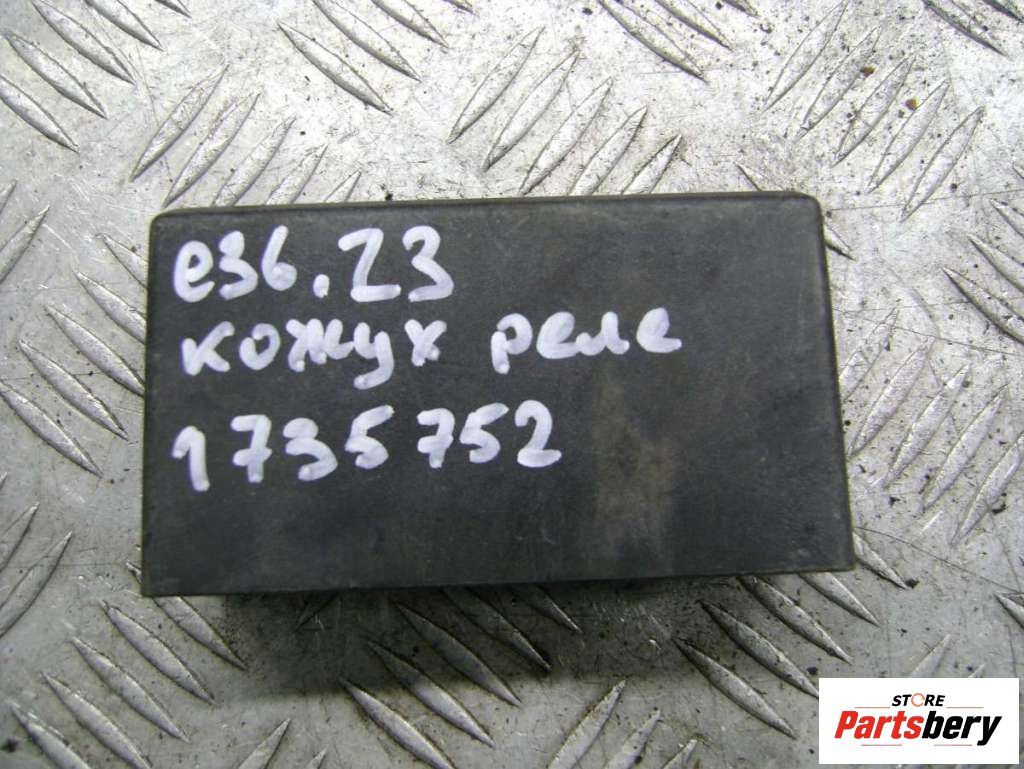 e36. Z3
кожух реле
1735752
STORE
Partsbery